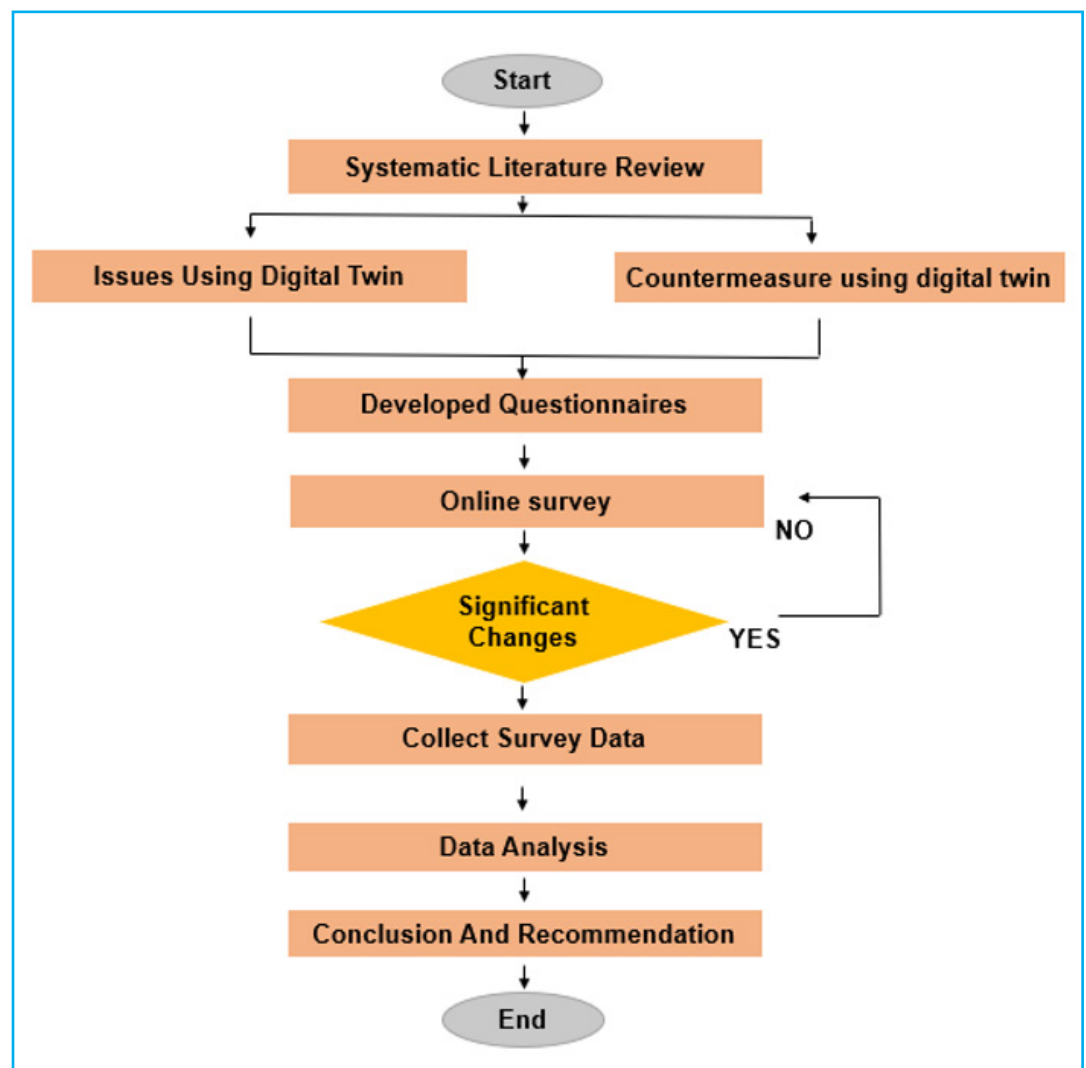 Start
Systematic Literature Review
Issues Using Digital Twin
Countermeasure using digital twin
Developed Questionnaires
Online survey
NO
Significant
Changes
YES
Collect Survey Data
Data Analysis
Conclusion And Recommendation
End